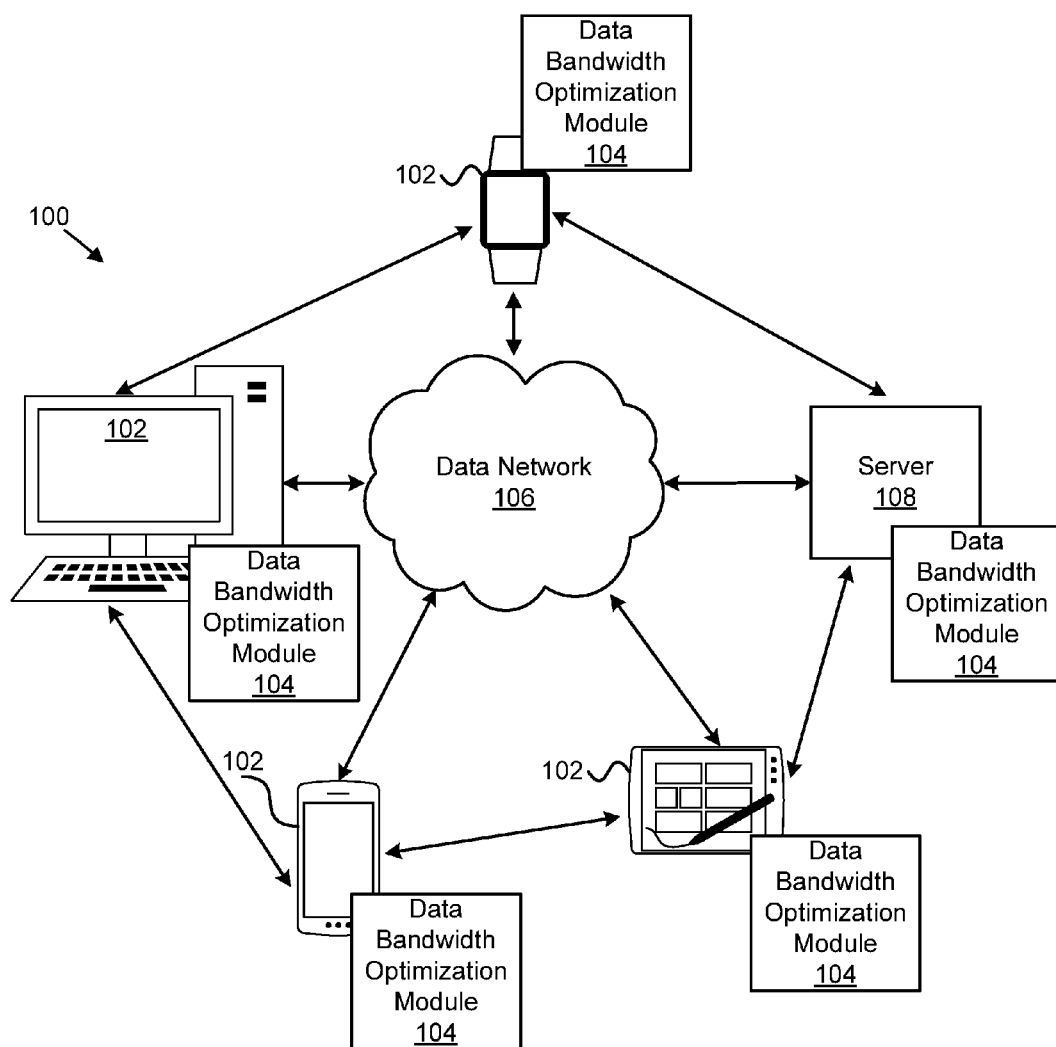 Data
Bandwidth
Optimization
Module
104
102
100
102
Data Network
106
Server
108
Data
Bandwidth
Optimization
Module
104
Data
Bandwidth
Optimization
Module
104
102
102
Data
Bandwidth
Optimization
Module
104
Data
Bandwidth
Optimization
Module
104